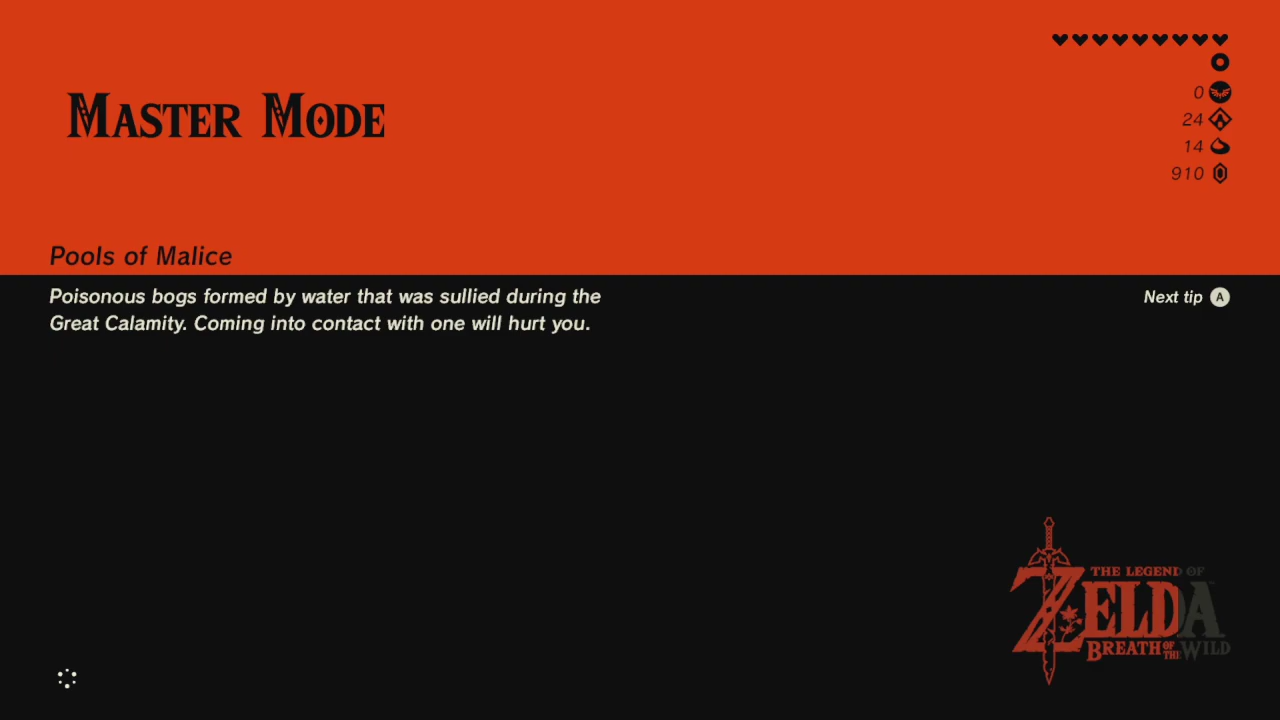 Master Mode
0
24
14
910
Pools of Malice
Poisonous bogs formed by water that was sullied during the
Great Calamity. Coming into contact with one will hurt you.
Next tip A
THE LEGEND OF
ZELDA
BREATH OF THE WILD